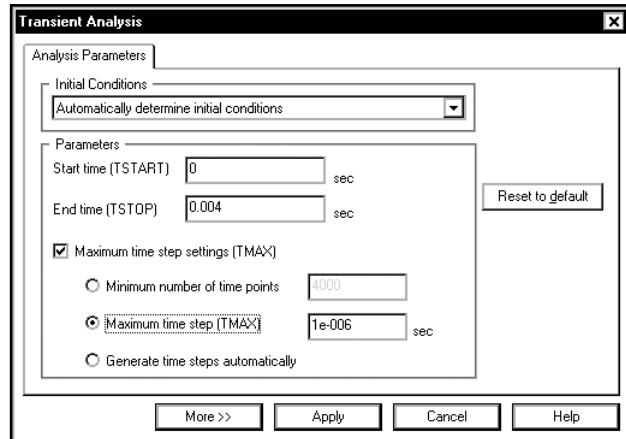 Transient Analysis
Analysis Parameters
Initial Conditions
Automatically determine initial conditions
Parameters
Start time (TSTART) 0 sec
End time (TSTOP) 0.004 sec
Reset to default
Maximum time step settings (TMAX)
Minimum number of time points 4000
Maximum time step (TMAX) 1e-006 sec
Generate time steps automatically
More >> Apply Cancel Help